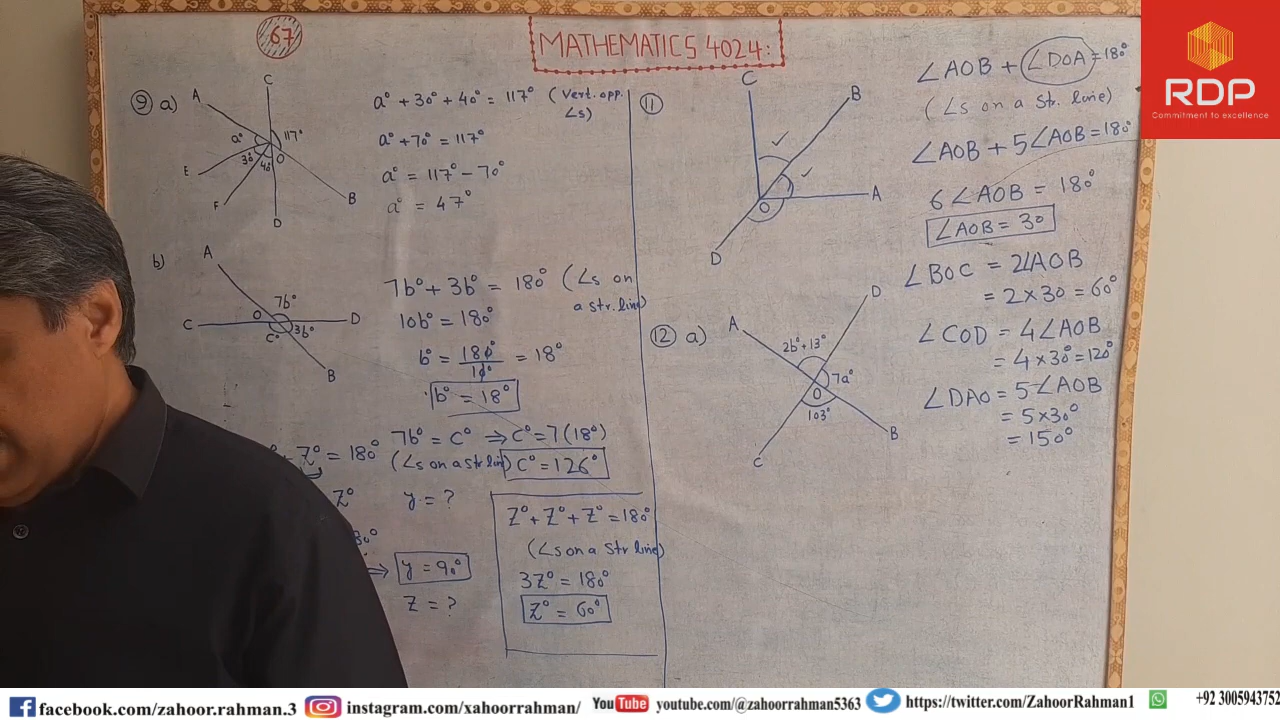 67
MATHEMATICS 4024:
RDP
Commitment to excellence
9 a)
C
A
a°
117°
30°
40°
O
E
F
B
D
a° + 30° + 40° = 117° (Vert. opp. ∠s)
a° + 70° = 117°
a° = 117° - 70°
a° = 47°
b)
A
7b°
O
C
D
3b°
C°
B
7b° + 3b° = 180° (∠s on
a str. line)
10b° = 180°
b° = 180°/10° = 18°
b° = 18°
7b° = C° ⇒ C° = 7(18°)
(∠s on a str line) C° = 126°
+ Z° = 180°
Z°
y = ?
80°
⇒ y = 90°
Z = ?
Z° + Z° + Z° = 180°
(∠s on a Str line)
3Z° = 180°
Z° = 60°
11
C
B
O
A
D
∠AOB + ∠DOA = 180°
(∠s on a Str. line)
∠AOB + 5∠AOB = 180°
6∠AOB = 180°
∠AOB = 30
∠BOC = 2∠AOB
= 2 × 30 = 60°
∠COD = 4∠AOB
= 4 × 30° = 120°
∠DAO = 5∠AOB
= 5 × 30°
= 150°
12 a)
A
D
2b° + 13°
7a°
O
103°
B
C
facebook.com/zahoor.rahman.3 instagram.com/xahoorrahman/ YouTube youtube.com/@zahoorrahman5363 https://twitter.com/ZahoorRahman1 +92 3005943752